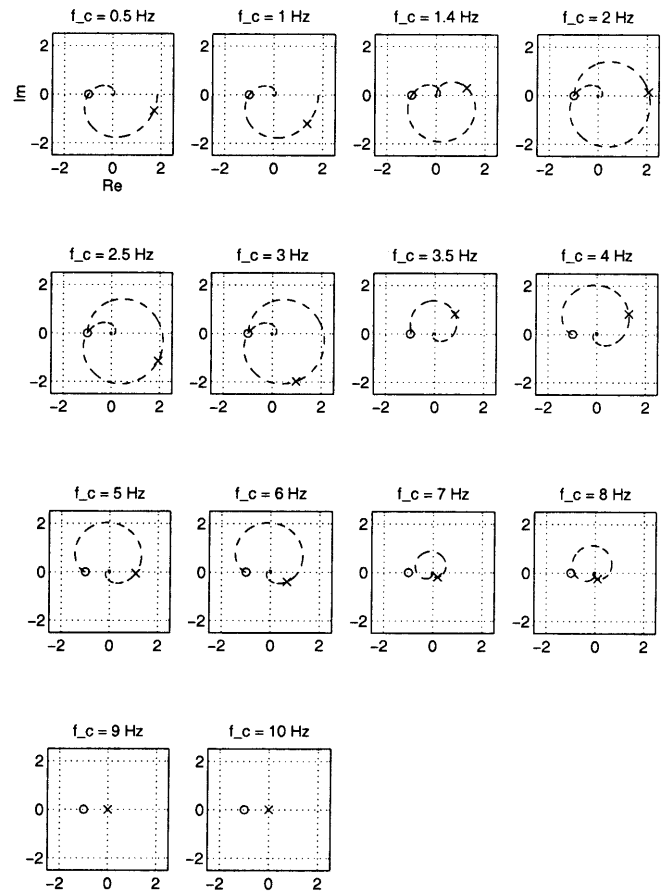 f_c = 0.5 Hz
f_c = 1 Hz
f_c = 1.4 Hz
f_c = 2 Hz
2
0
−2
Im
−2 0 2
Re
2
0
−2
−2 0 2
2
0
−2
−2 0 2
2
0
−2
−2 0 2
f_c = 2.5 Hz
f_c = 3 Hz
f_c = 3.5 Hz
f_c = 4 Hz
2
0
−2
−2 0 2
2
0
−2
−2 0 2
2
0
−2
−2 0 2
2
0
−2
−2 0 2
f_c = 5 Hz
f_c = 6 Hz
f_c = 7 Hz
f_c = 8 Hz
2
0
−2
−2 0 2
2
0
−2
−2 0 2
2
0
−2
−2 0 2
2
0
−2
−2 0 2
f_c = 9 Hz
f_c = 10 Hz
2
0
−2
−2 0 2
2
0
−2
−2 0 2